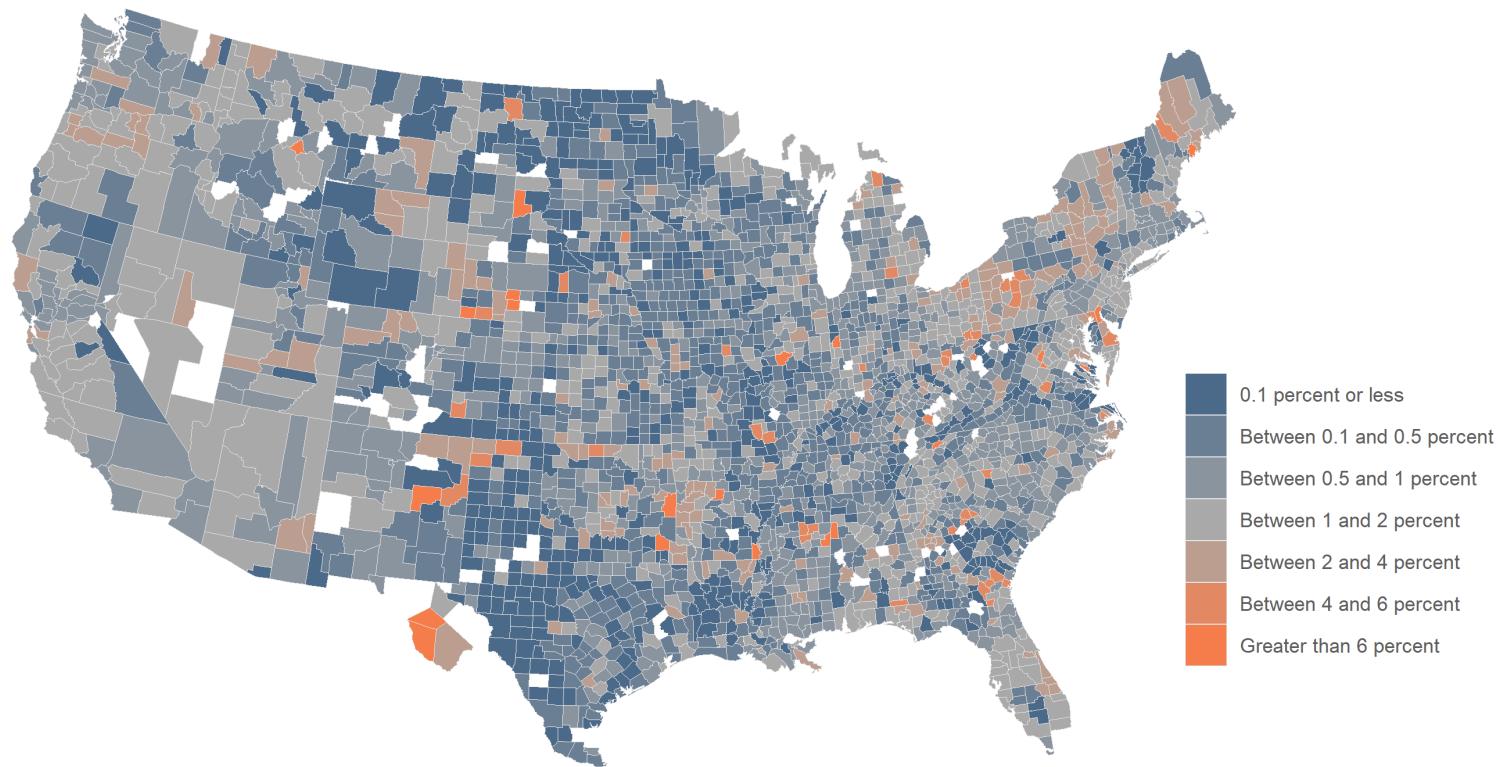 0.1 percent or less
Between 0.1 and 0.5 percent
Between 0.5 and 1 percent
Between 1 and 2 percent
Between 2 and 4 percent
Between 4 and 6 percent
Greater than 6 percent